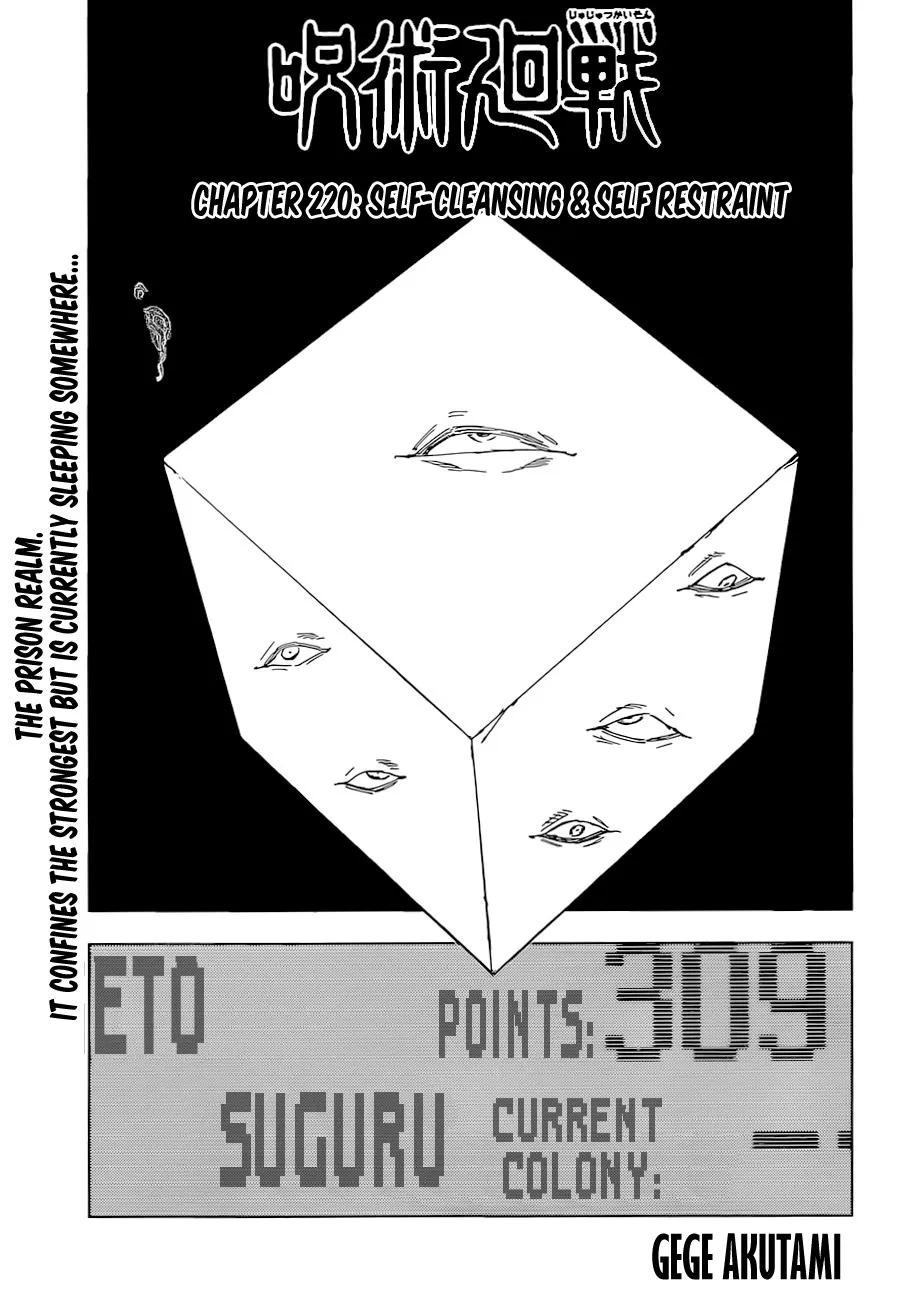 じゅじゅつかいせん
呪術廻戦
CHAPTER 220: SELF-CLEANSING & SELF RESTRAINT
THE PRISON REALM.
IT CONFINES THE STRONGEST BUT IS CURRENTLY SLEEPING SOMEWHERE...
ETO
POINTS: 309
SUGURU
CURRENT
COLONY: -
GEGE AKUTAMI